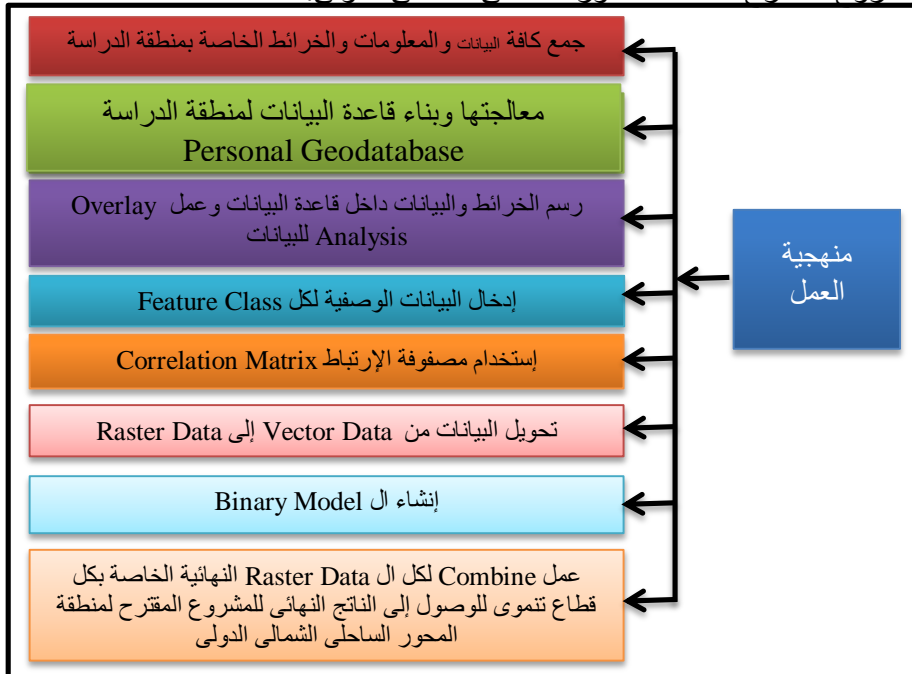 جمع كافة البيانات والمعلومات والخرائط الخاصة بمنطقة الدراسة
معالجتها وبناء قاعدة البيانات لمنطقة الدراسة
Personal Geodatabase
رسم الخرائط والبيانات داخل قاعدة البيانات وعمل Overlay
Analysis للبيانات
إدخال البيانات الوصفية لكل Feature Class
إستخدام مصفوفة الإرتباط Correlation Matrix
تحويل البيانات من Vector Data إلى Raster Data
إنشاء ال Binary Model
عمل Combine لكل ال Raster Data النهائية الخاصة بكل
قطاع تنموى للوصول إلى الناتج النهائى للمشروع المقترح لمنطقة
المحور الساحلى الشمالى الدولى
منهجية
العمل